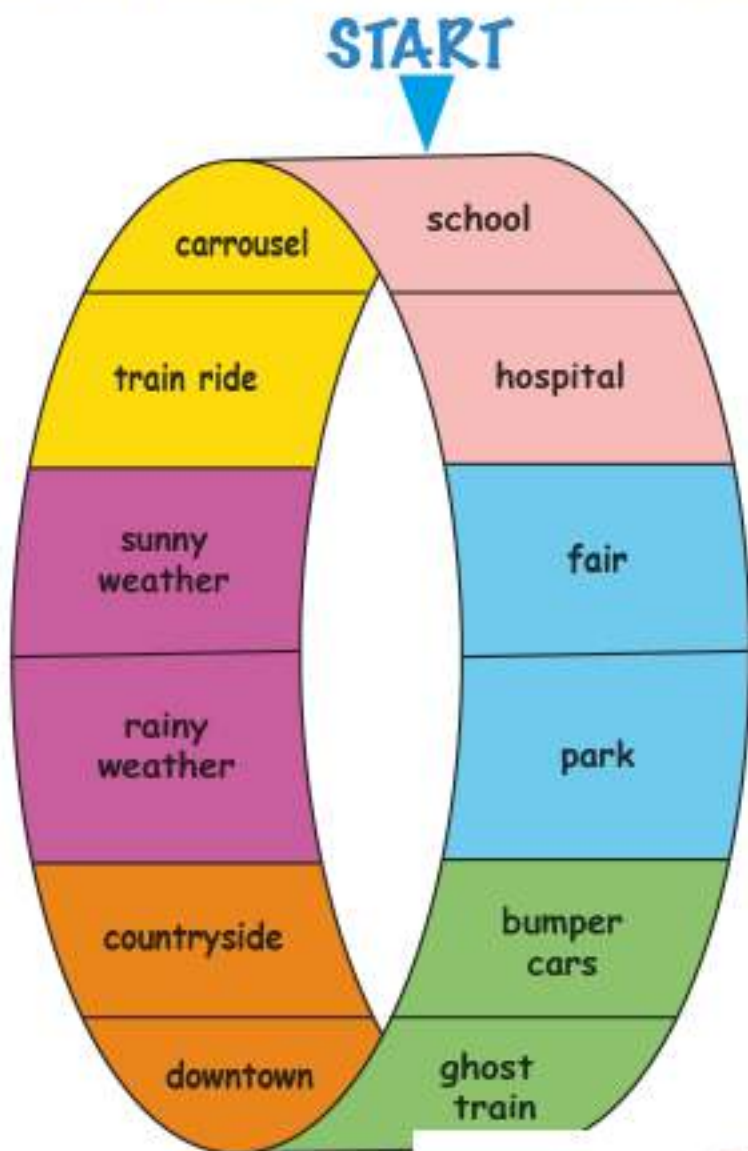 START
school
hospital
fair
park
bumper
cars
ghost
train
downtown
countryside
rainy
weather
sunny
weather
train ride
carrousel